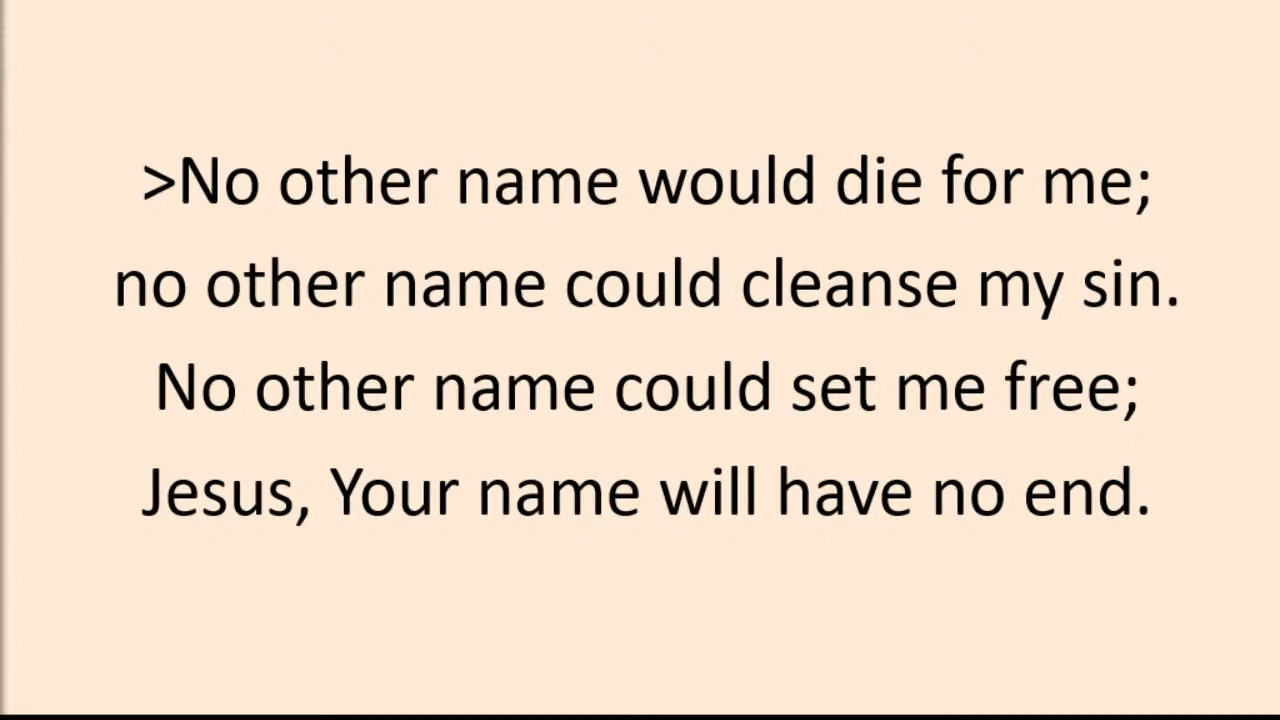 >No other name would die for me;
no other name could cleanse my sin.
No other name could set me free;
Jesus, Your name will have no end.